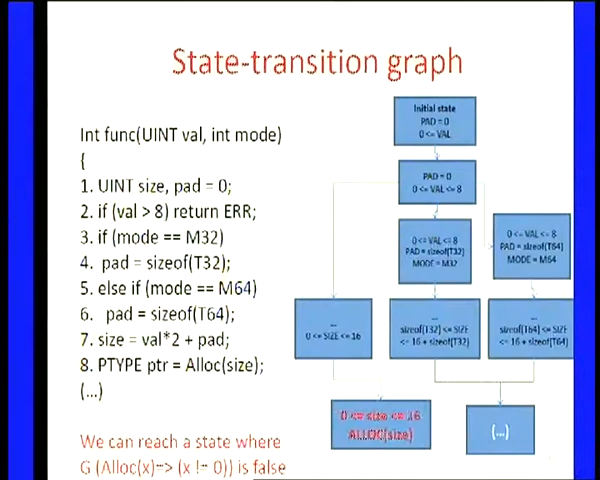 State-transition graph
Int func(UINT val, int mode)
{
1. UINT size, pad = 0;
2. if (val > 8) return ERR;
3. if (mode == M32)
4. pad = sizeof(T32);
5. else if (mode == M64)
6. pad = sizeof(T64);
7. size = val*2 + pad;
8. PTYPE ptr = Alloc(size);
(...)
We can reach a state where
G (Alloc(x)=> (x != 0)) is false
Initial state
PAD = 0
0 <= VAL
PAD = 0
0 <= VAL <= 8
0 <= VAL <= 8
PAD = sizeof(T32)
MODE = M32
0 <= VAL <= 8
PAD = sizeof(T64)
MODE = M64
...
0 <= SIZE <= 16
...
sizeof(T32) <= SIZE
<= 16 + sizeof(T32)
...
sizeof(T64) <= SIZE
<= 16 + sizeof(T64)
0 <= size <= 16
ALLOC(size)
(...)